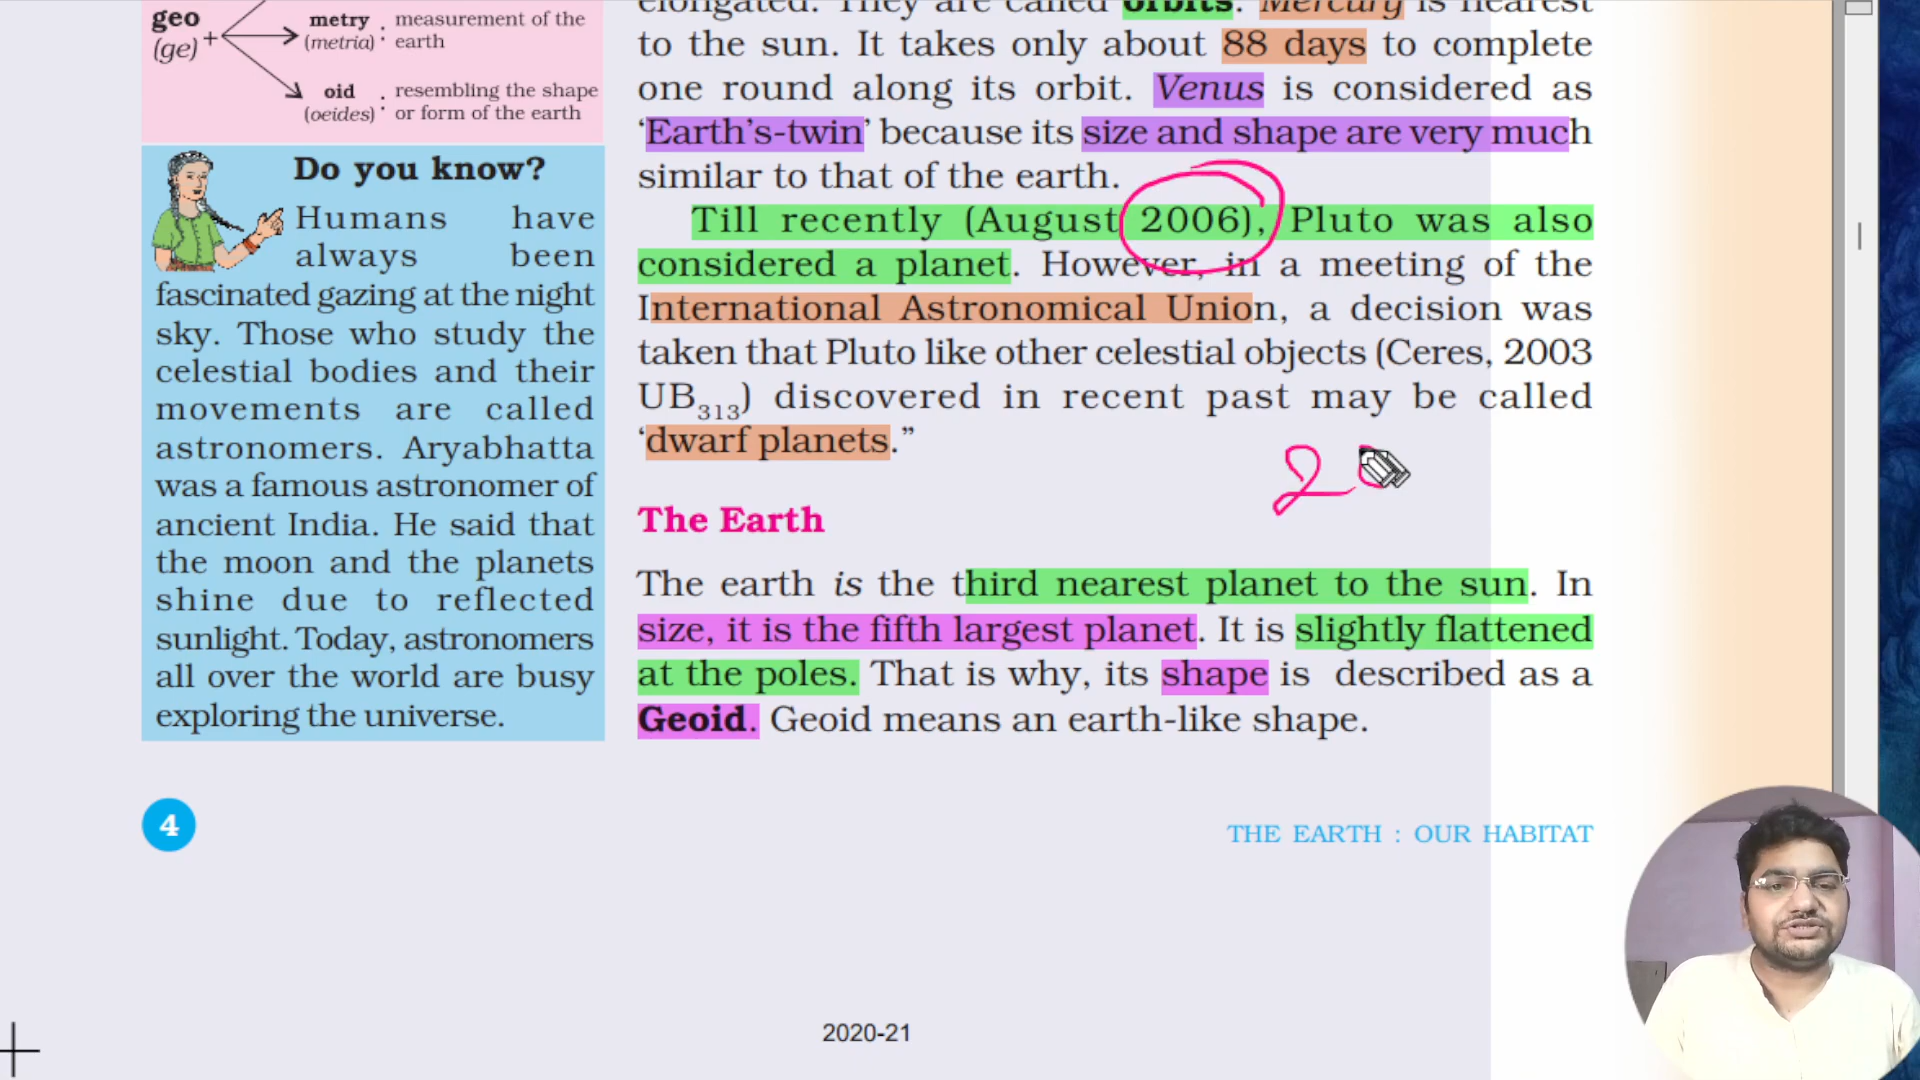 geo
(ge)
+
metry
(metria)
:
measurement of the
earth
oid
(oeides)
:
resembling the shape
or form of the earth
Do you know?
Humans have
always been
fascinated gazing at the night
sky. Those who study the
celestial bodies and their
movements are called
astronomers. Aryabhatta
was a famous astronomer of
ancient India. He said that
the moon and the planets
shine due to reflected
sunlight. Today, astronomers
all over the world are busy
exploring the universe.
elongated. They are called orbits. Mercury is nearest
to the sun. It takes only about 88 days to complete
one round along its orbit. Venus is considered as
‘Earth’s-twin’ because its size and shape are very much
similar to that of the earth.
Till recently (August 2006), Pluto was also
considered a planet. However, in a meeting of the
International Astronomical Union, a decision was
taken that Pluto like other celestial objects (Ceres, 2003
UB313) discovered in recent past may be called
‘dwarf planets.”
2
The Earth
The earth is the third nearest planet to the sun. In
size, it is the fifth largest planet. It is slightly flattened
at the poles. That is why, its shape is described as a
Geoid. Geoid means an earth-like shape.
4
THE EARTH : OUR HABITAT
2020-21